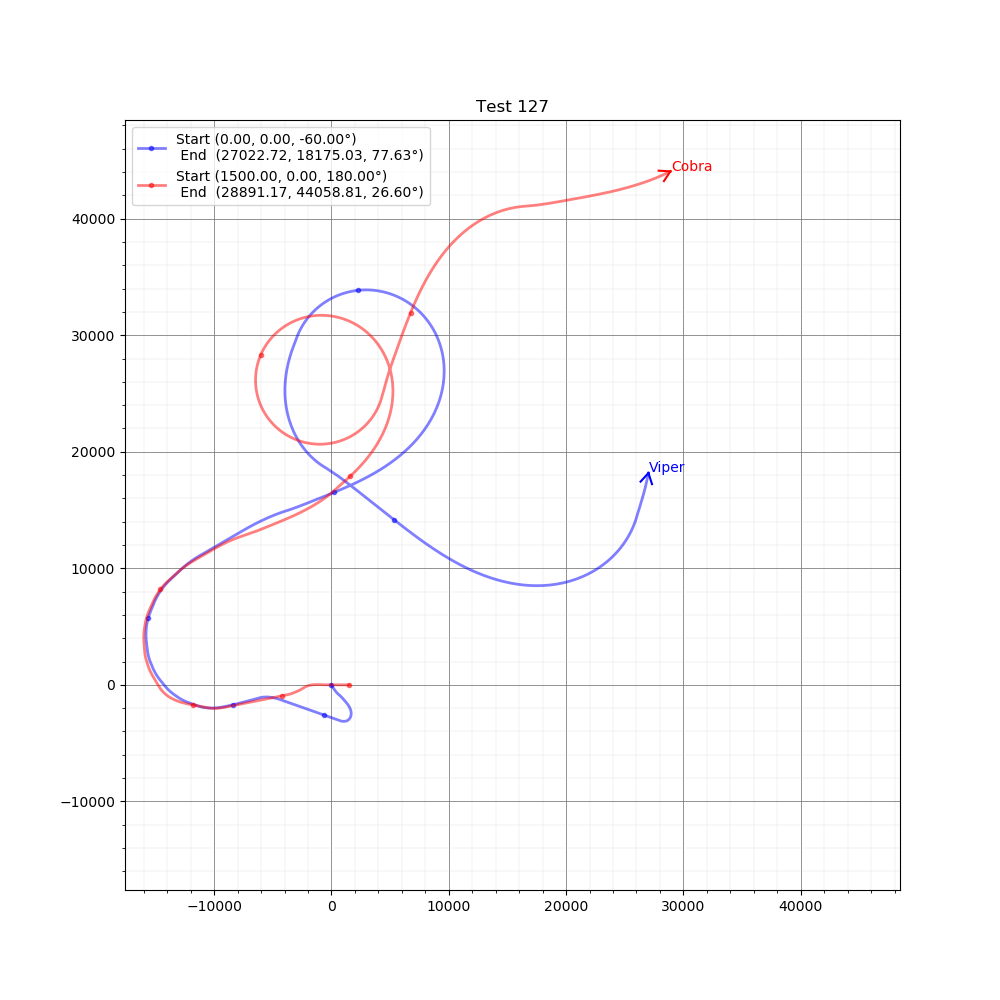 Test 127
Start (0.00, 0.00, -60.00°)
End (27022.72, 18175.03, 77.63°)
Start (1500.00, 0.00, 180.00°)
End (28891.17, 44058.81, 26.60°)
Cobra
Viper
40000
30000
20000
10000
0
−10000
−10000 0 10000 20000 30000 40000